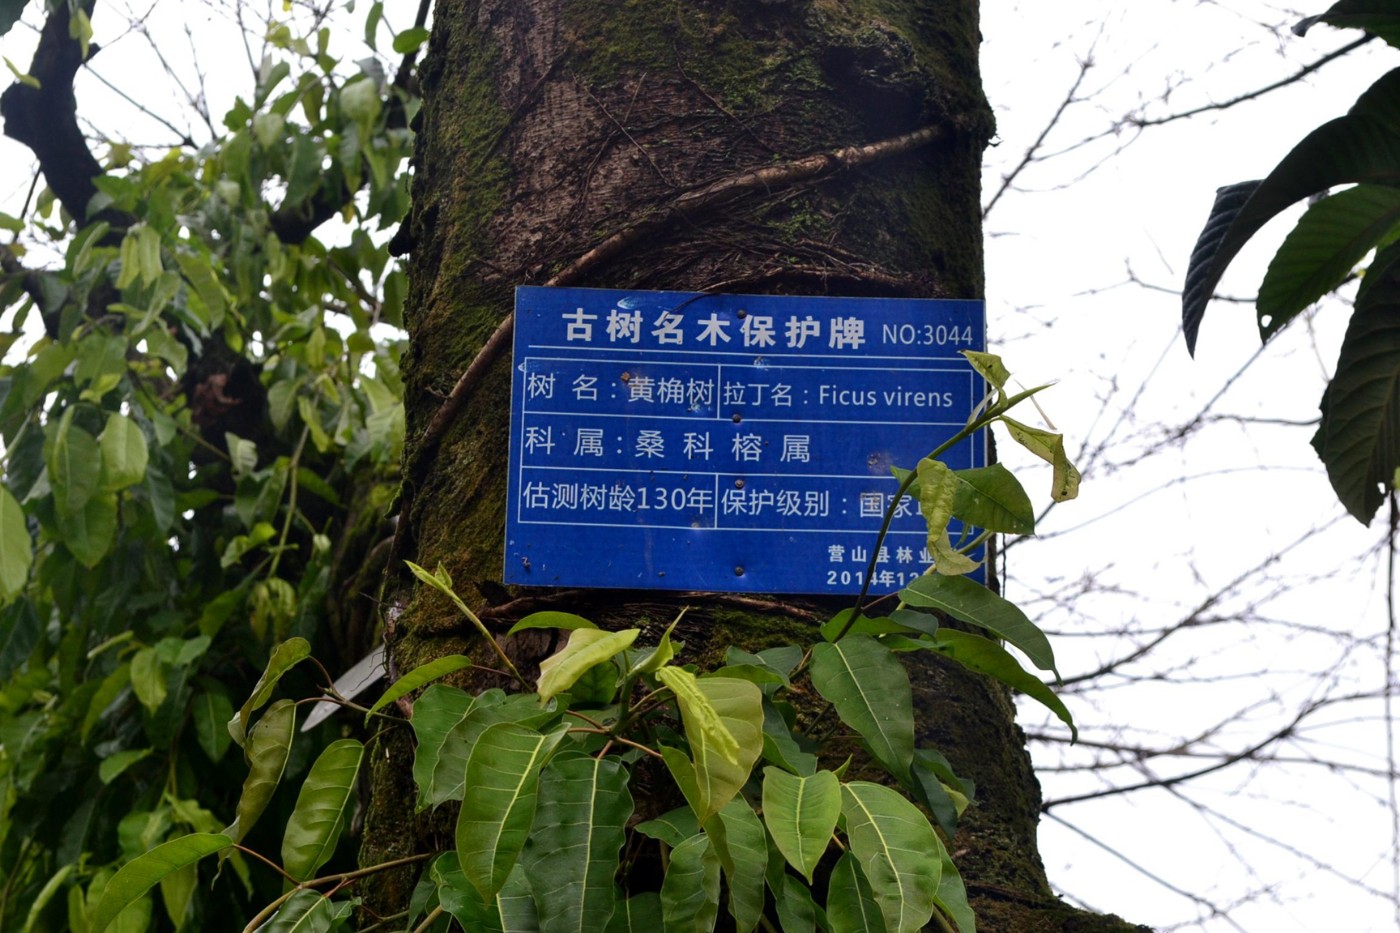 古树名木保护牌 NO:3044
树 名：黄桷树 拉丁名：Ficus virens
科 属：桑 科 榕 属
估测树龄130年 保护级别：国家
营山县林业
2014年12